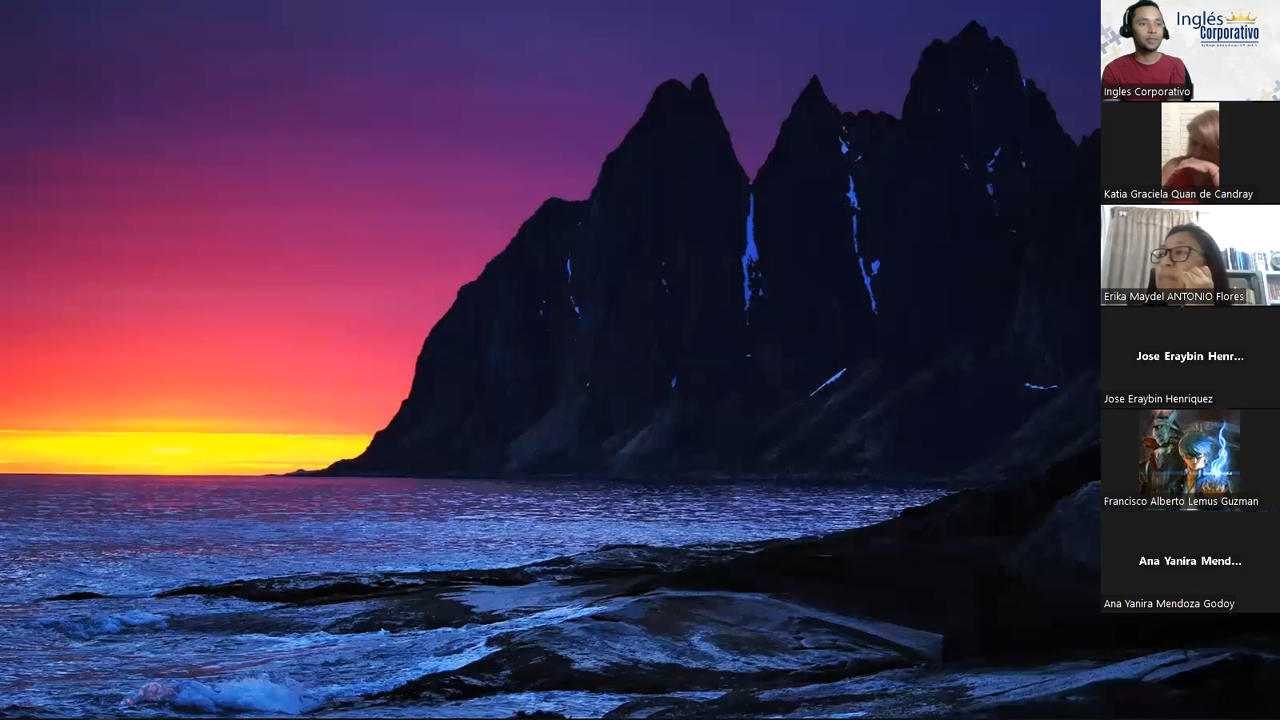 Inglés
Corporativo
Ingles Corporativo
Katia Graciela Quan de Candray
Erika Maydel ANTONIO Flores
Jose Eraybin Henr...
Jose Eraybin Henriquez
Francisco Alberto Lemus Guzman
Ana Yanira Mend...
Ana Yanira Mendoza Godoy